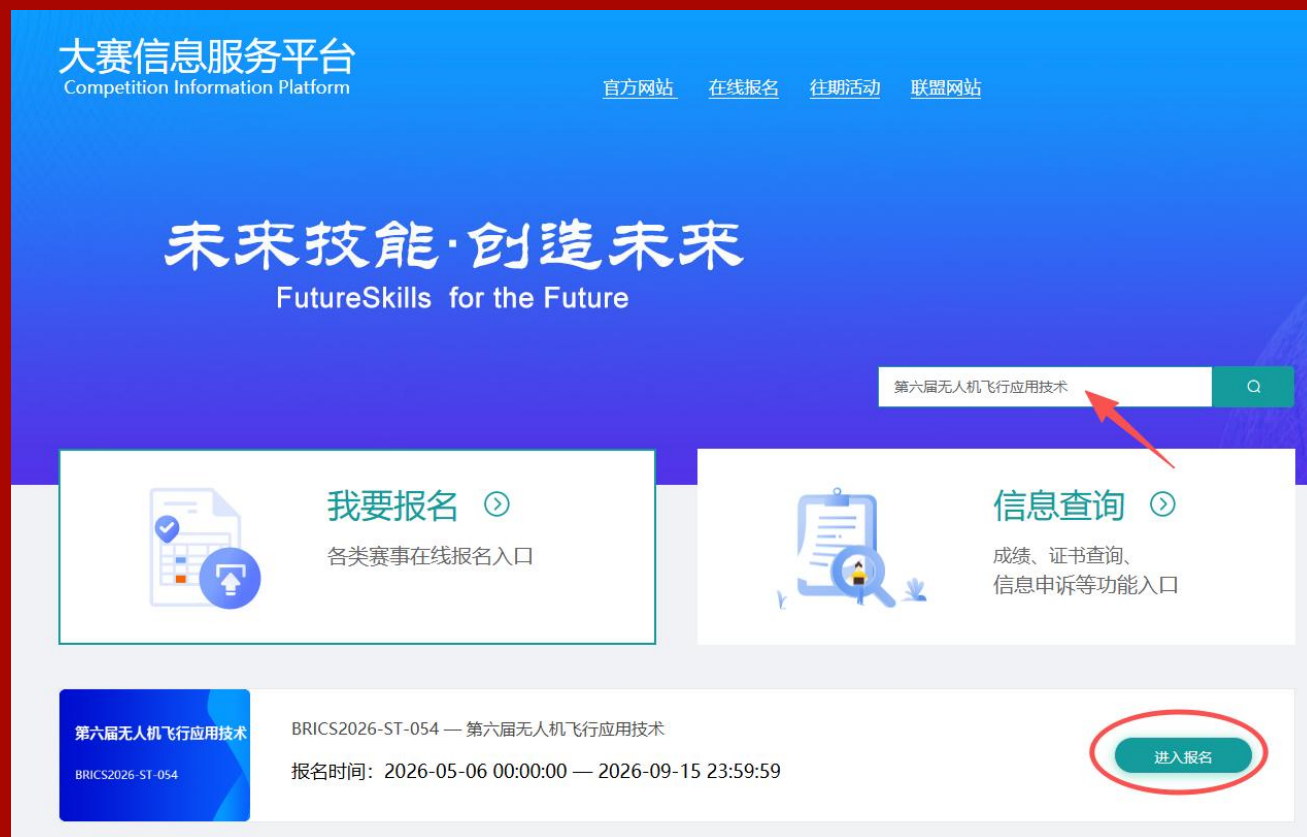 大赛信息服务平台
Competition Information Platform
官方网站 在线报名 往期活动 联盟网站
未来技能·创造未来
FutureSkills for the Future
第六届无人机飞行应用技术
我要报名
各类赛事在线报名入口
信息查询
成绩、证书查询、
信息申诉等功能入口
第六届无人机飞行应用技术
BRICS2026-ST-054
BRICS2026-ST-054 — 第六届无人机飞行应用技术
报名时间：2026-05-06 00:00:00 — 2026-09-15 23:59:59
进入报名